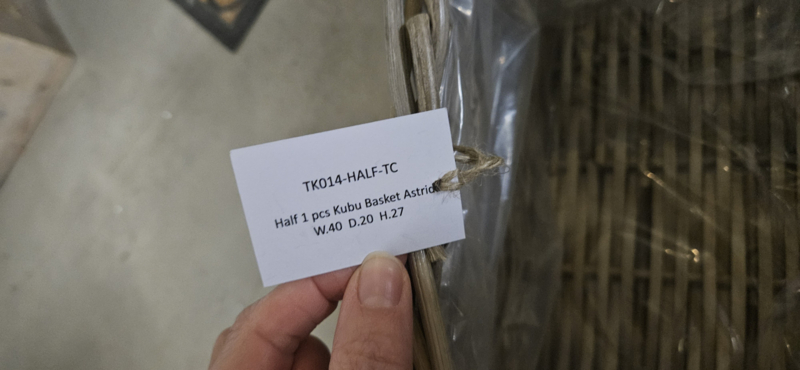 TK014-HALF-TC
Half 1 pcs Kubu Basket Astrid
W.40 D.20 H.27